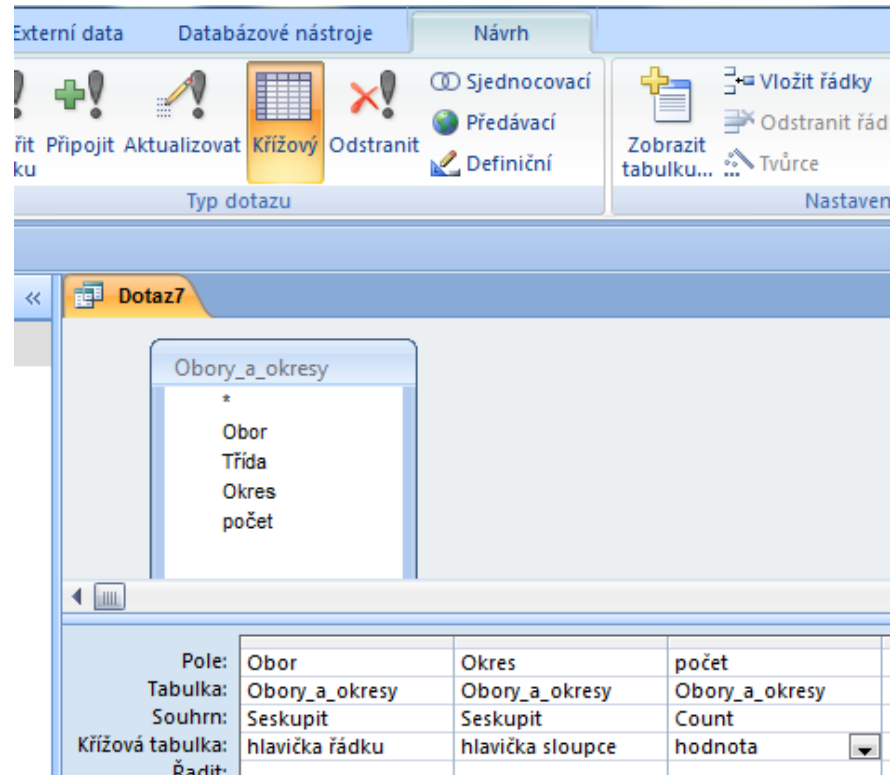 Externí data Databázové nástroje Návrh
Sjednocovací Vložit řádky
Předávací Odstranit řád
řit Připojit Aktualizovat Křížový Odstranit Zobrazit
ku Definiční tabulku... Tvůrce
Typ dotazu Nastaven
« Dotaz7
Obory_a_okresy
*
Obor
Třída
Okres
počet
Pole: Obor Okres počet
Tabulka: Obory_a_okresy Obory_a_okresy Obory_a_okresy
Souhrn: Seskupit Seskupit Count
Křížová tabulka: hlavička řádku hlavička sloupce hodnota
Řadit: